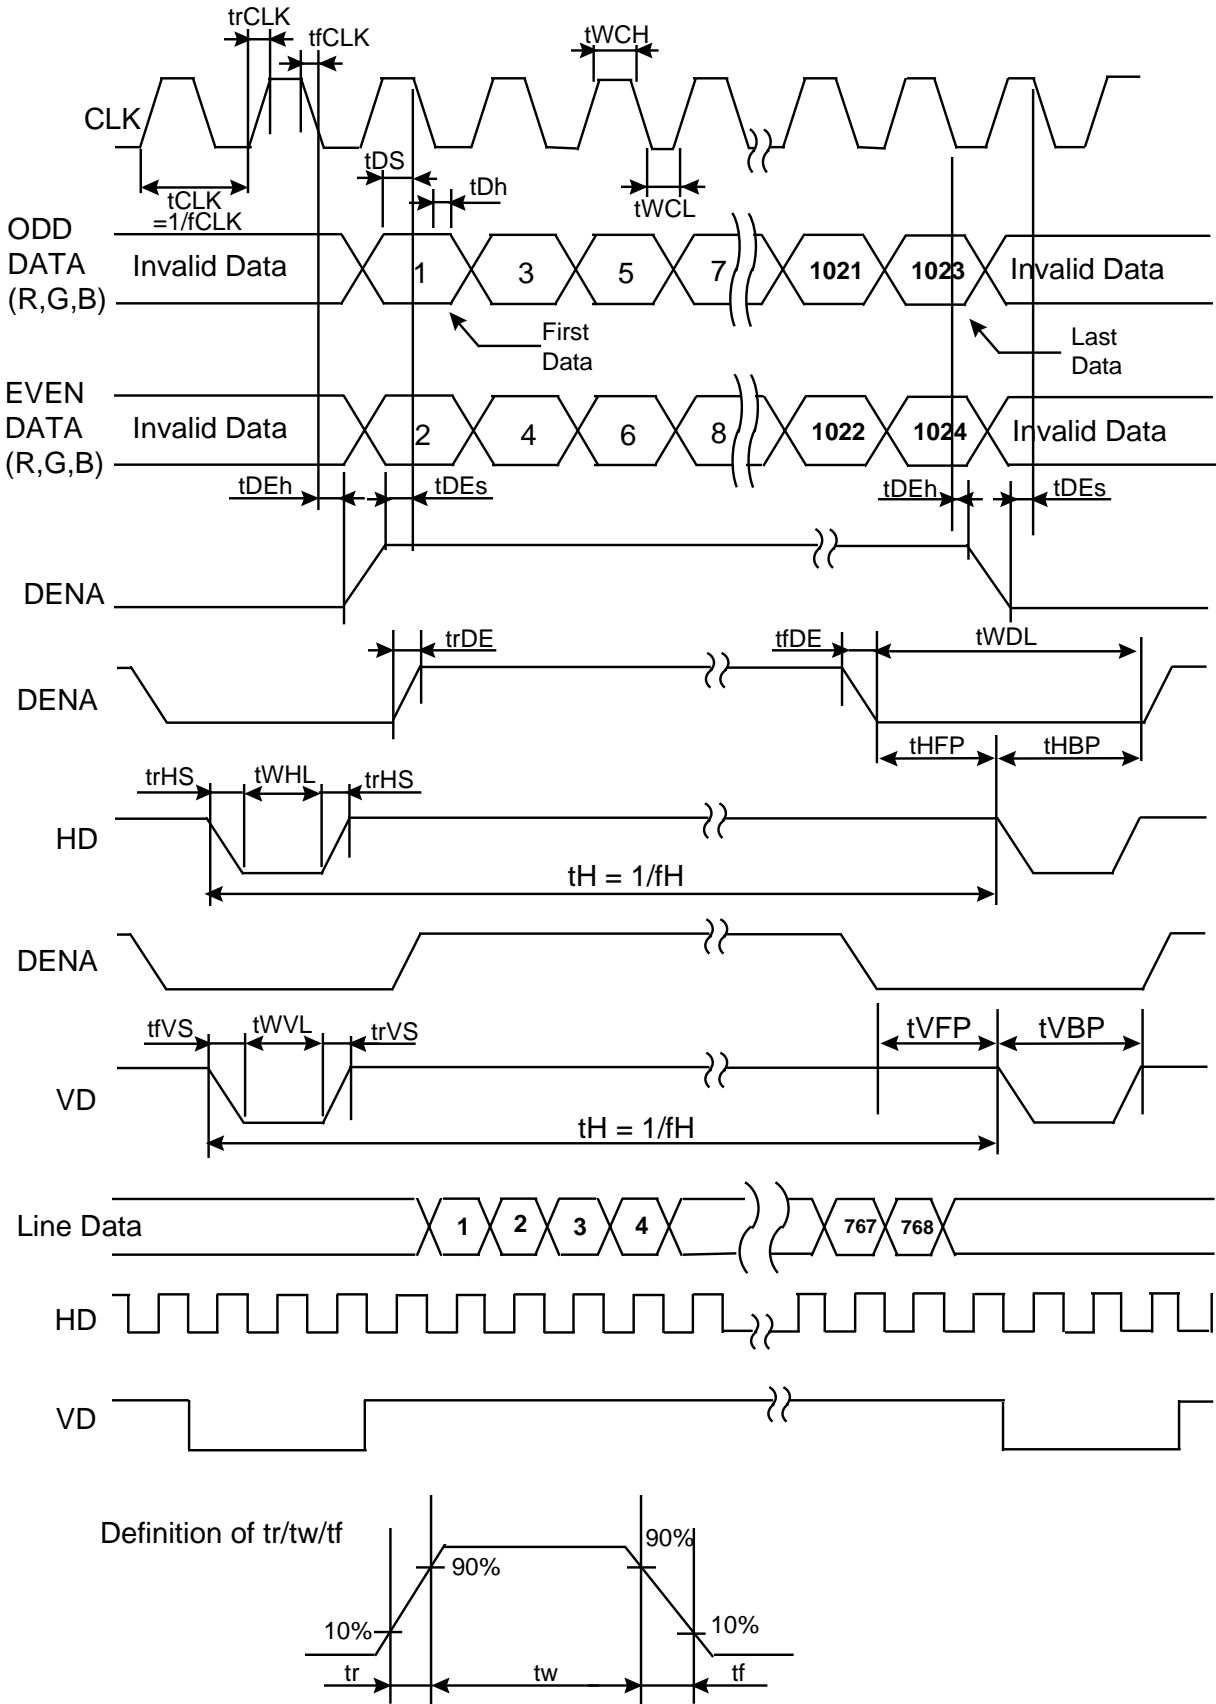 trCLK
tfCLK
tWCH
CLK
tDS
tDh
tCLK
=1/fCLK
tWCL
ODD
DATA
(R,G,B)
Invalid Data
1
3
5
7
1021
1023
Invalid Data
First
Data
Last
Data
EVEN
DATA
(R,G,B)
Invalid Data
2
4
6
8
1022
1024
Invalid Data
tDEh
tDEs
tDEh
tDEs
DENA
trDE
tfDE
tWDL
DENA
tHFP
tHBP
trHS
tWHL
trHS
HD
tH = 1/fH
DENA
tfVS
tWVL
trVS
tVFP
tVBP
VD
tH = 1/fH
Line Data
1
2
3
4
767
768
HD
VD
Definition of tr/tw/tf
90%
90%
10%
10%
tr
tw
tf